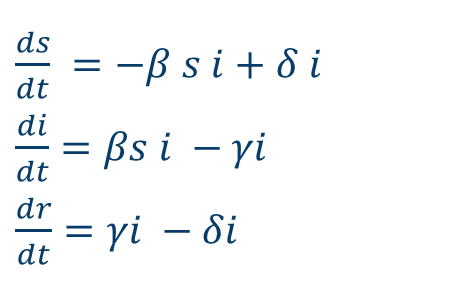 ds/dt = −β s i + δ i
di/dt = βs i − γi
dr/dt = γi − δi